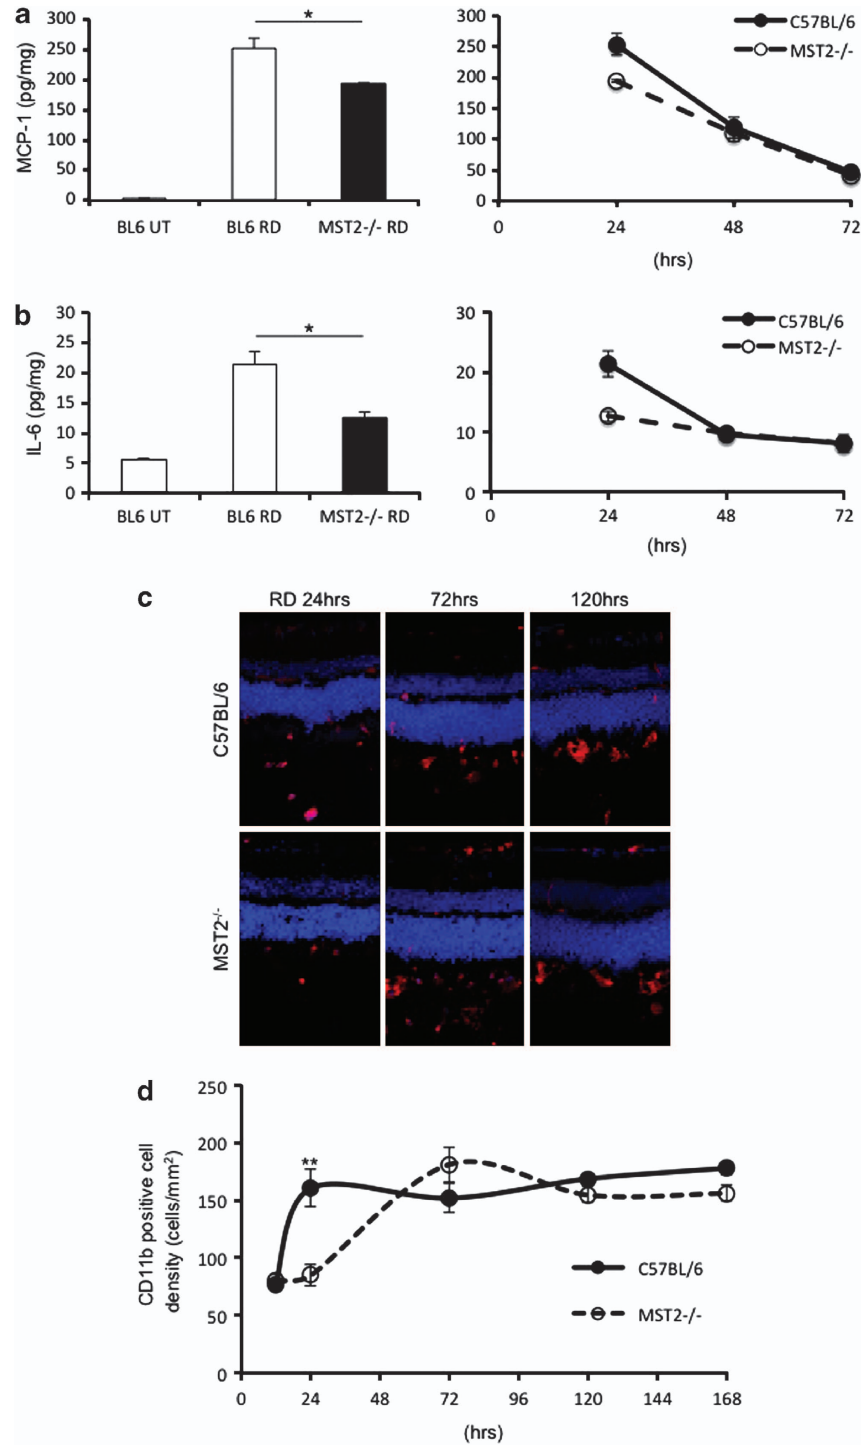 a
MCP-1 (pg/mg)
300
250
200
150
100
50
0
*
BL6 UT
BL6 RD
MST2-/- RD
300
250
200
150
100
50
0
C57BL/6
MST2-/-
0
24
48
72
(hrs)
b
IL-6 (pg/mg)
30
25
20
15
10
5
0
*
BL6 UT
BL6 RD
MST2-/- RD
30
20
10
0
C57BL/6
MST2-/-
0
24
48
72
(hrs)
c
RD 24hrs
72hrs
120hrs
C57BL/6
MST2-/-
d
CD11b positive cell
density (cells/mm²)
250
200
150
100
50
0
**
C57BL/6
MST2-/-
0
24
48
72
96
120
144
168
(hrs)